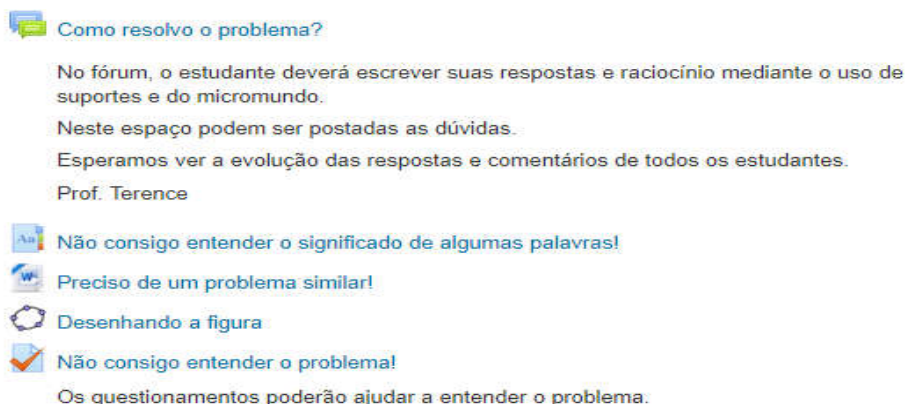 Como resolvo o problema?
No fórum, o estudante deverá escrever suas respostas e raciocínio mediante o uso de
suportes e do micromundo.
Neste espaço podem ser postadas as dúvidas.
Esperamos ver a evolução das respostas e comentários de todos os estudantes.
Prof. Terence
Não consigo entender o significado de algumas palavras!
Preciso de um problema similar!
Desenhando a figura
Não consigo entender o problema!
Os questionamentos poderão ajudar a entender o problema.